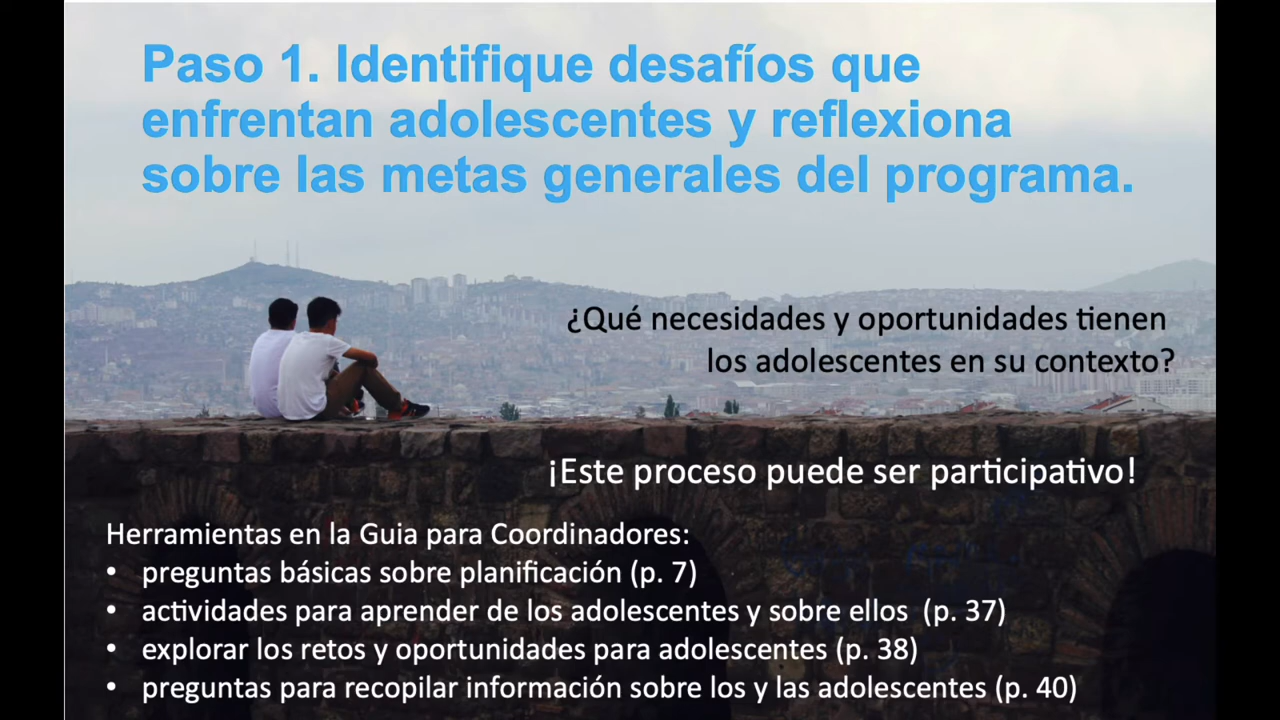 Paso 1. Identifique desafíos que
enfrentan adolescentes y reflexiona
sobre las metas generales del programa.
¿Qué necesidades y oportunidades tienen
los adolescentes en su contexto?
¡Este proceso puede ser participativo!
Herramientas en la Guia para Coordinadores:
• preguntas básicas sobre planificación (p. 7)
• actividades para aprender de los adolescentes y sobre ellos (p. 37)
• explorar los retos y oportunidades para adolescentes (p. 38)
• preguntas para recopilar información sobre los y las adolescentes (p. 40)